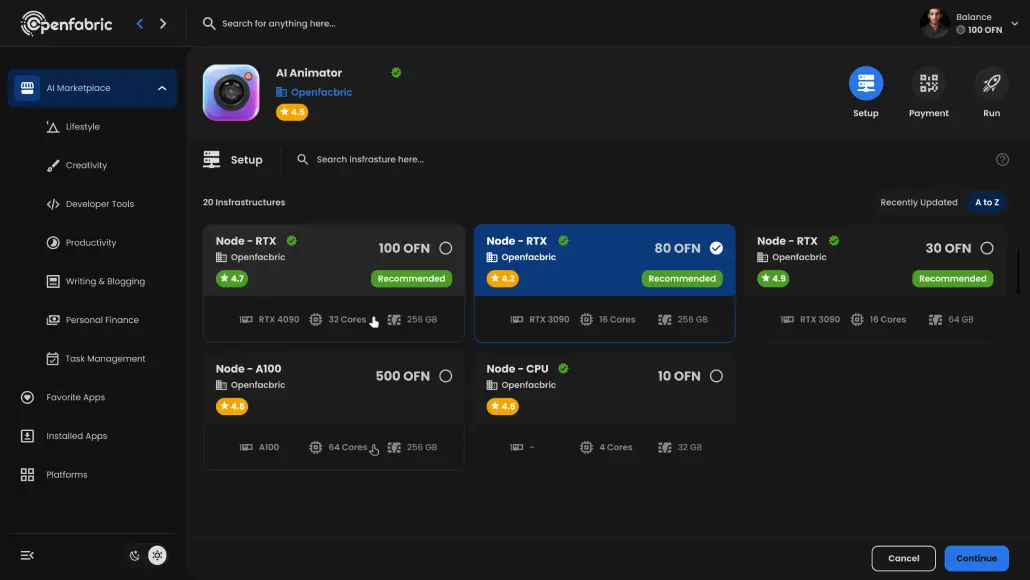 Openfabric
Search for anything here...
Balance
100 OFN
AI Marketplace
Lifestyle
Creativity
Developer Tools
Productivity
Writing & Blogging
Personal Finance
Task Management
Favorite Apps
Installed Apps
Platforms
AI Animator
Openfacbric
★ 4.5
Setup
Payment
Run
Setup
Search insfrasture here...
20 Insfrastructures
Recently Updated
A to Z
Node - RTX
Openfacbric
★ 4.7
100 OFN
Recommended
RTX 4090
32 Cores
256 GB
Node - RTX
Openfacbric
★ 4.2
80 OFN
Recommended
RTX 3090
16 Cores
256 GB
Node - RTX
Openfacbric
★ 4.9
30 OFN
Recommended
RTX 3090
16 Cores
64 GB
Node - A100
Openfacbric
★ 4.5
500 OFN
A100
64 Cores
256 GB
Node - CPU
Openfacbric
★ 4.5
10 OFN
-
4 Cores
32 GB
Cancel
Continue